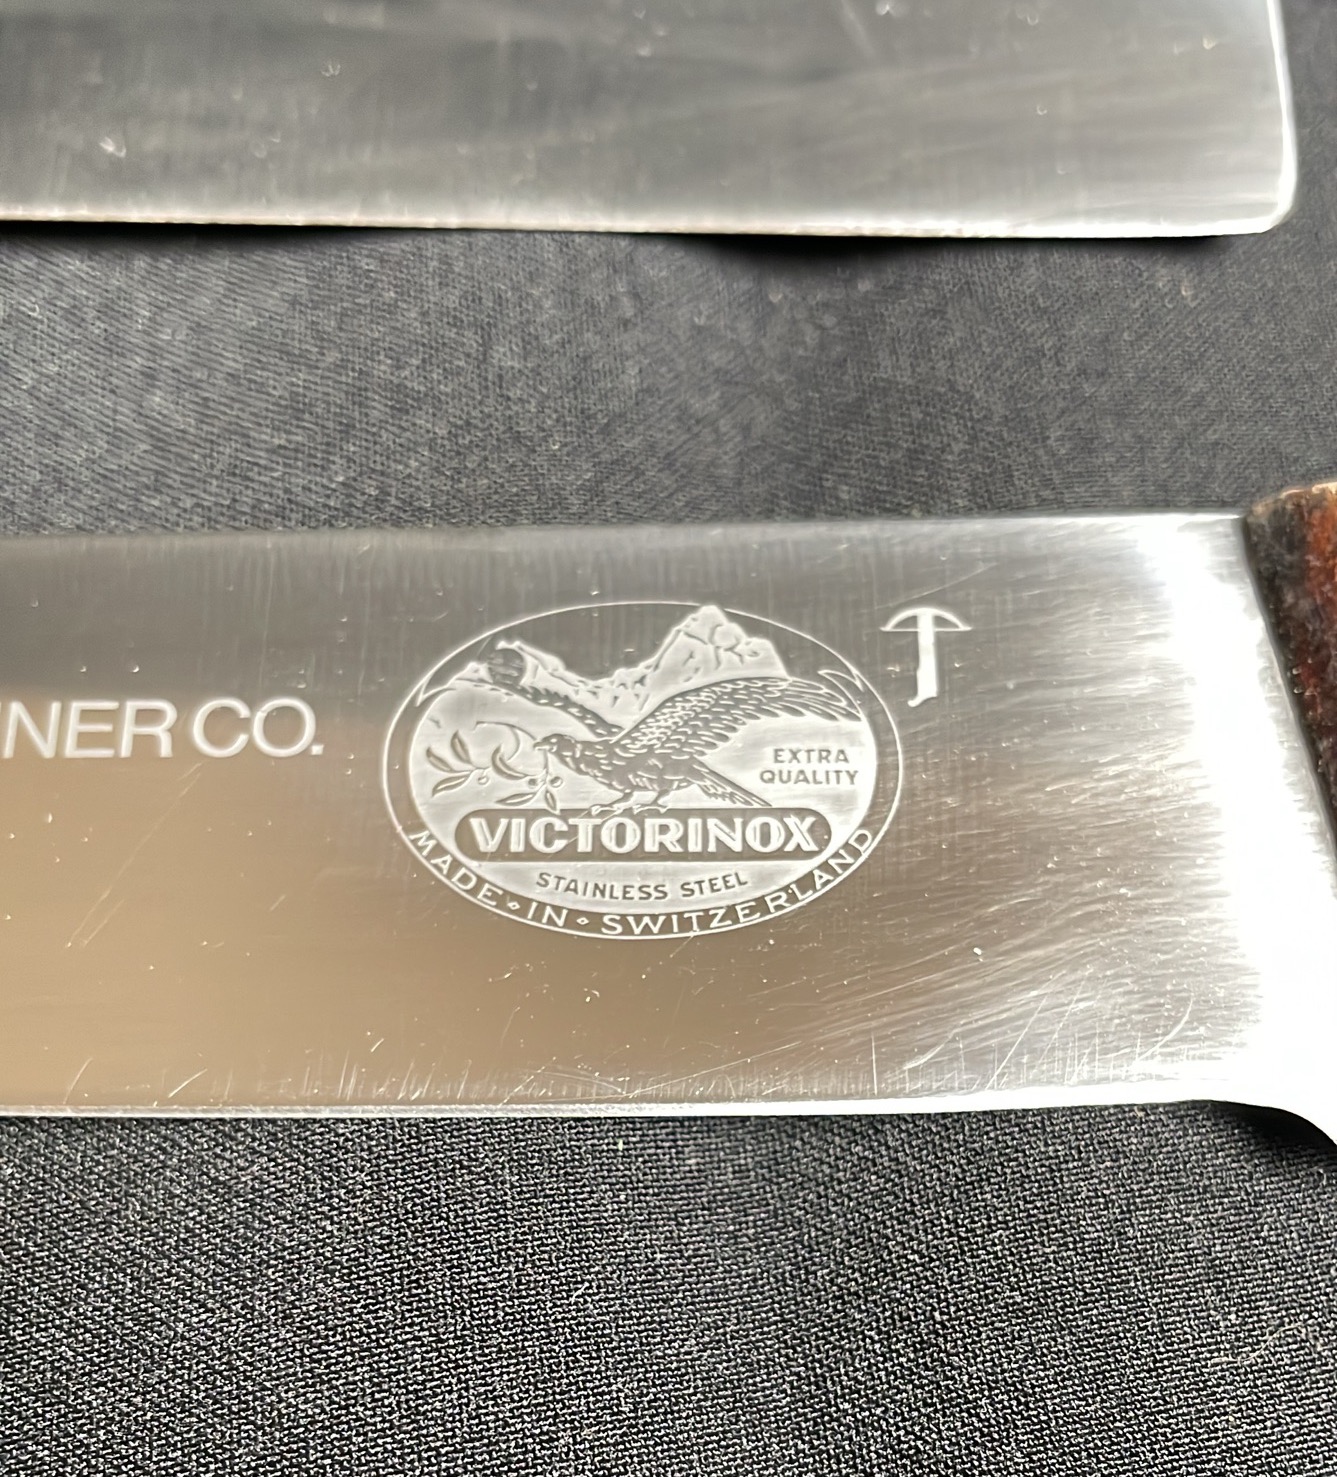 NER CO.
EXTRA
QUALITY
VICTORINOX
STAINLESS STEEL
MADE · IN · SWITZERLAND